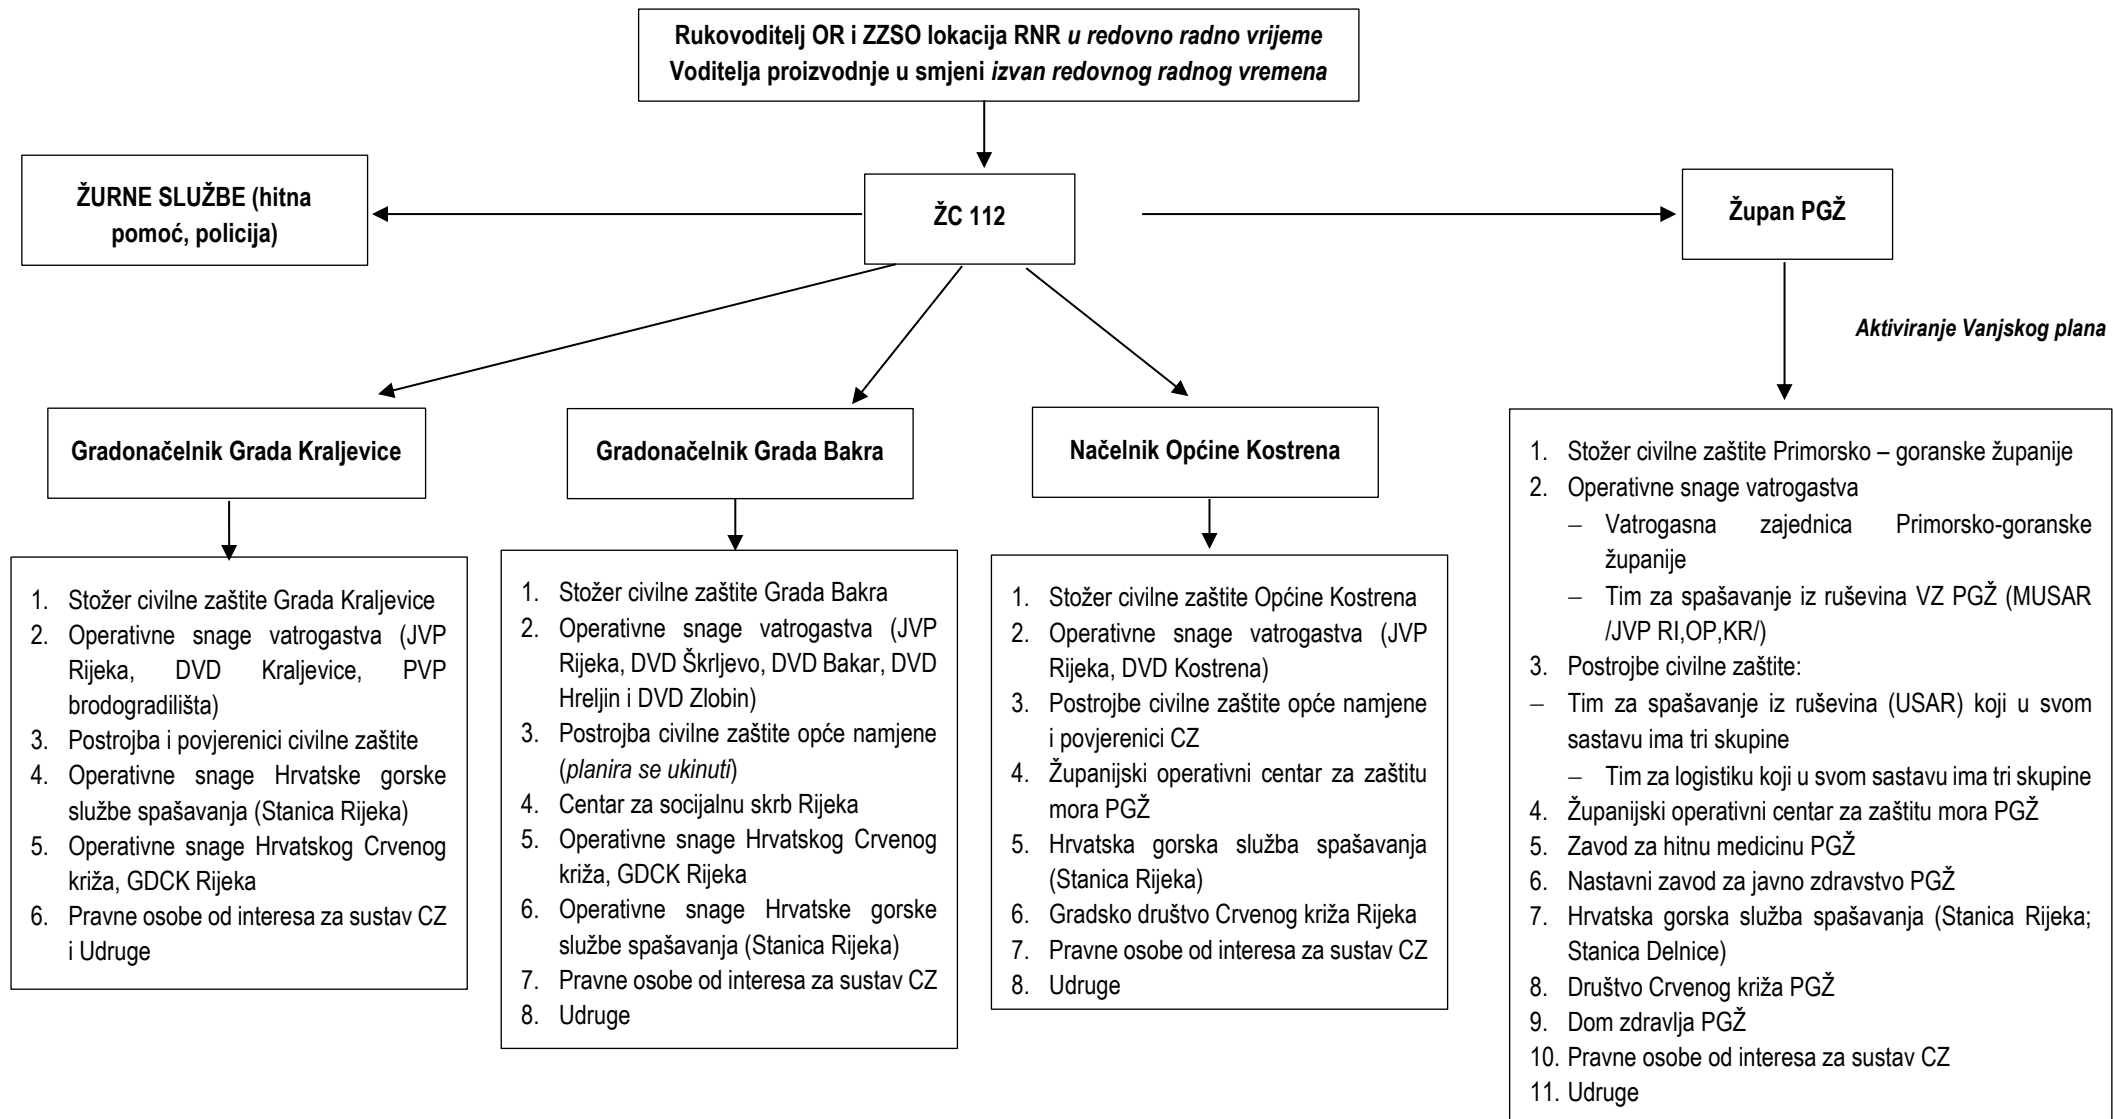 Rukovoditelj OR i ZZSO lokacija RNR u redovno radno vrijeme
Voditelja proizvodnje u smjeni izvan redovnog radnog vremena
ŽURNE SLUŽBE (hitna
pomoć, policija)
ŽC 112
Župan PGŽ
Aktiviranje Vanjskog plana
Gradonačelnik Grada Kraljevice
Gradonačelnik Grada Bakra
Načelnik Općine Kostrena
1. Stožer civilne zaštite Grada Kraljevice
2. Operativne snage vatrogastva (JVP
Rijeka, DVD Kraljevice, PVP
brodogradilišta)
3. Postrojba i povjerenici civilne zaštite
4. Operativne snage Hrvatske gorske
službe spašavanja (Stanica Rijeka)
5. Operativne snage Hrvatskog Crvenog
križa, GDCK Rijeka
6. Pravne osobe od interesa za sustav CZ
i Udruge
1. Stožer civilne zaštite Grada Bakra
2. Operativne snage vatrogastva (JVP
Rijeka, DVD Škrljevo, DVD Bakar, DVD
Hreljin i DVD Zlobin)
3. Postrojba civilne zaštite opće namjene
(planira se ukinuti)
4. Centar za socijalnu skrb Rijeka
5. Operativne snage Hrvatskog Crvenog
križa, GDCK Rijeka
6. Operativne snage Hrvatske gorske
službe spašavanja (Stanica Rijeka)
7. Pravne osobe od interesa za sustav CZ
8. Udruge
1. Stožer civilne zaštite Općine Kostrena
2. Operativne snage vatrogastva (JVP
Rijeka, DVD Kostrena)
3. Postrojbe civilne zaštite opće namjene
i povjerenici CZ
4. Županijski operativni centar za zaštitu
mora PGŽ
5. Hrvatska gorska služba spašavanja
(Stanica Rijeka)
6. Gradsko društvo Crvenog križa Rijeka
7. Pravne osobe od interesa za sustav CZ
8. Udruge
1. Stožer civilne zaštite Primorsko – goranske županije
2. Operativne snage vatrogastva
– Vatrogasna zajednica Primorsko-goranske
županije
– Tim za spašavanje iz ruševina VZ PGŽ (MUSAR
/JVP RI,OP,KR/)
3. Postrojbe civilne zaštite:
– Tim za spašavanje iz ruševina (USAR) koji u svom
sastavu ima tri skupine
– Tim za logistiku koji u svom sastavu ima tri skupine
4. Županijski operativni centar za zaštitu mora PGŽ
5. Zavod za hitnu medicinu PGŽ
6. Nastavni zavod za javno zdravstvo PGŽ
7. Hrvatska gorska služba spašavanja (Stanica Rijeka;
Stanica Delnice)
8. Društvo Crvenog križa PGŽ
9. Dom zdravlja PGŽ
10. Pravne osobe od interesa za sustav CZ
11. Udruge